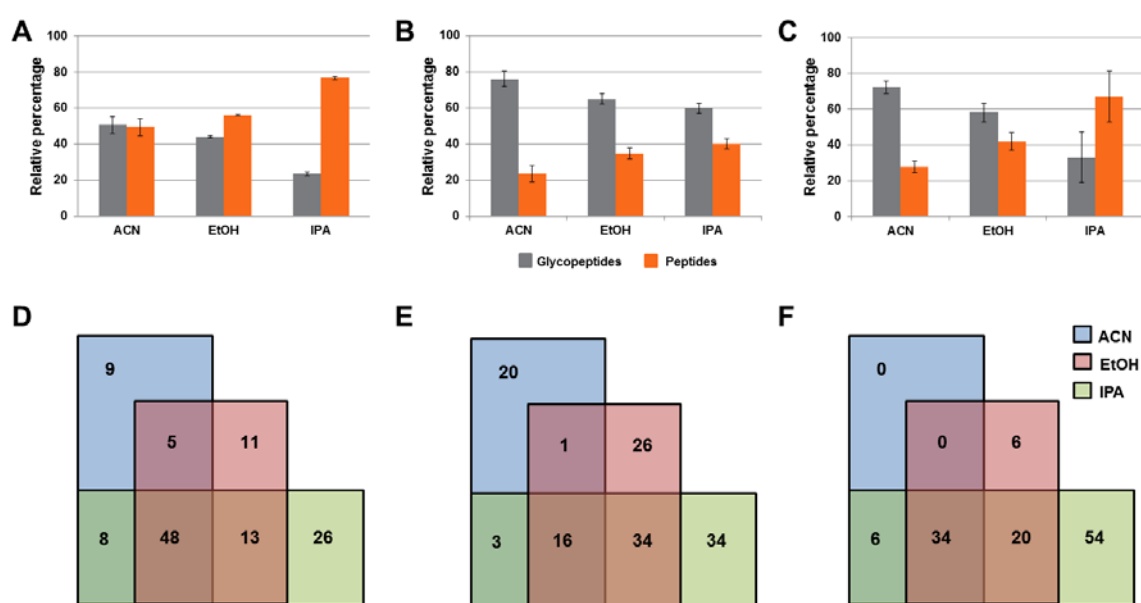 A
Relative percentage
100
80
60
40
20
0
ACN EtOH IPA
B
Relative percentage
100
80
60
40
20
0
ACN EtOH IPA
C
Relative percentage
100
80
60
40
20
0
ACN EtOH IPA
Glycopeptides Peptides
D
9
5 11
8 48 13 26
E
20
1 26
3 16 34 34
F
0
0 6
6 34 20 54
ACN
EtOH
IPA